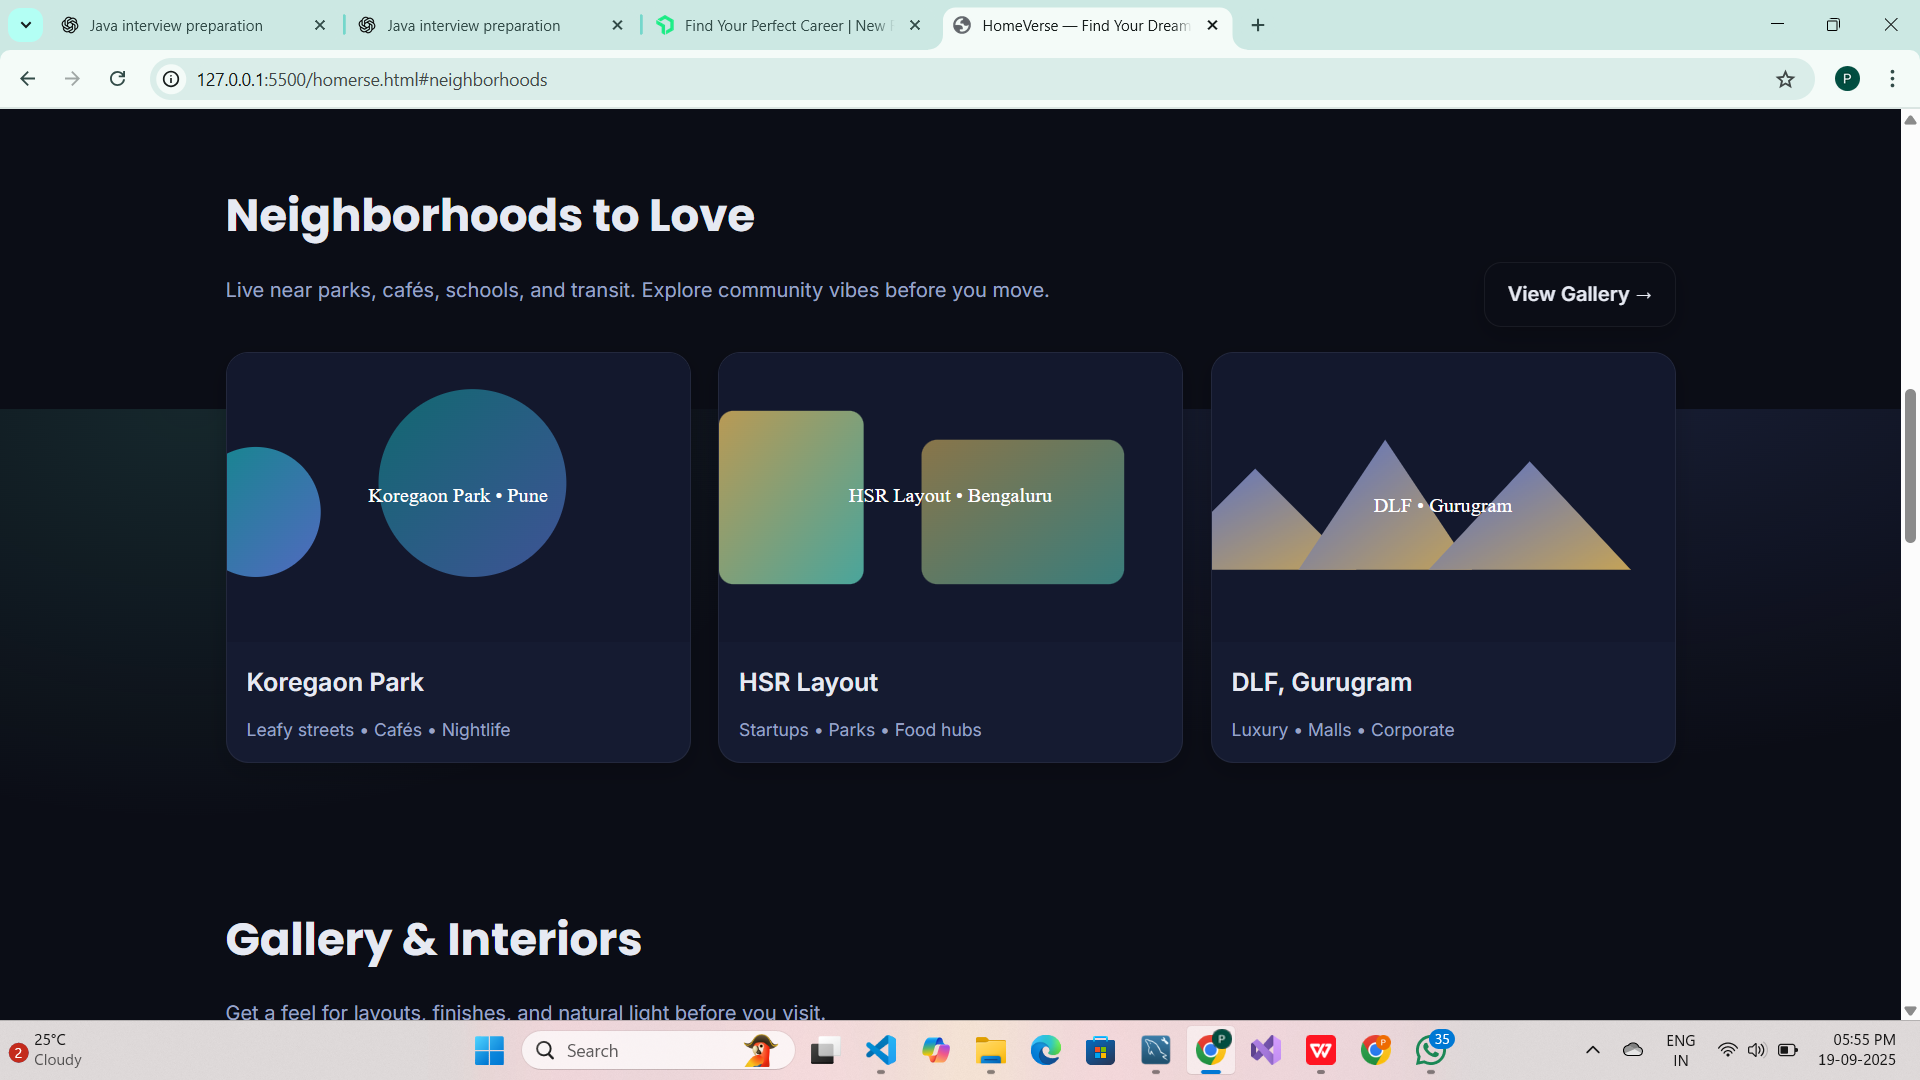 Java interview preparation
Java interview preparation
Find Your Perfect Career | New
HomeVerse — Find Your Dream
127.0.0.1:5500/homerse.html#neighborhoods
P
Neighborhoods to Love
Live near parks, cafés, schools, and transit. Explore community vibes before you move.
View Gallery →
Koregaon Park • Pune
HSR Layout • Bengaluru
DLF • Gurugram
Koregaon Park
Leafy streets • Cafés • Nightlife
HSR Layout
Startups • Parks • Food hubs
DLF, Gurugram
Luxury • Malls • Corporate
Gallery & Interiors
Get a feel for layouts, finishes, and natural light before you visit.
2
25°C
Cloudy
Search
P
W
P
35
ENG
IN
05:55 PM
19-09-2025